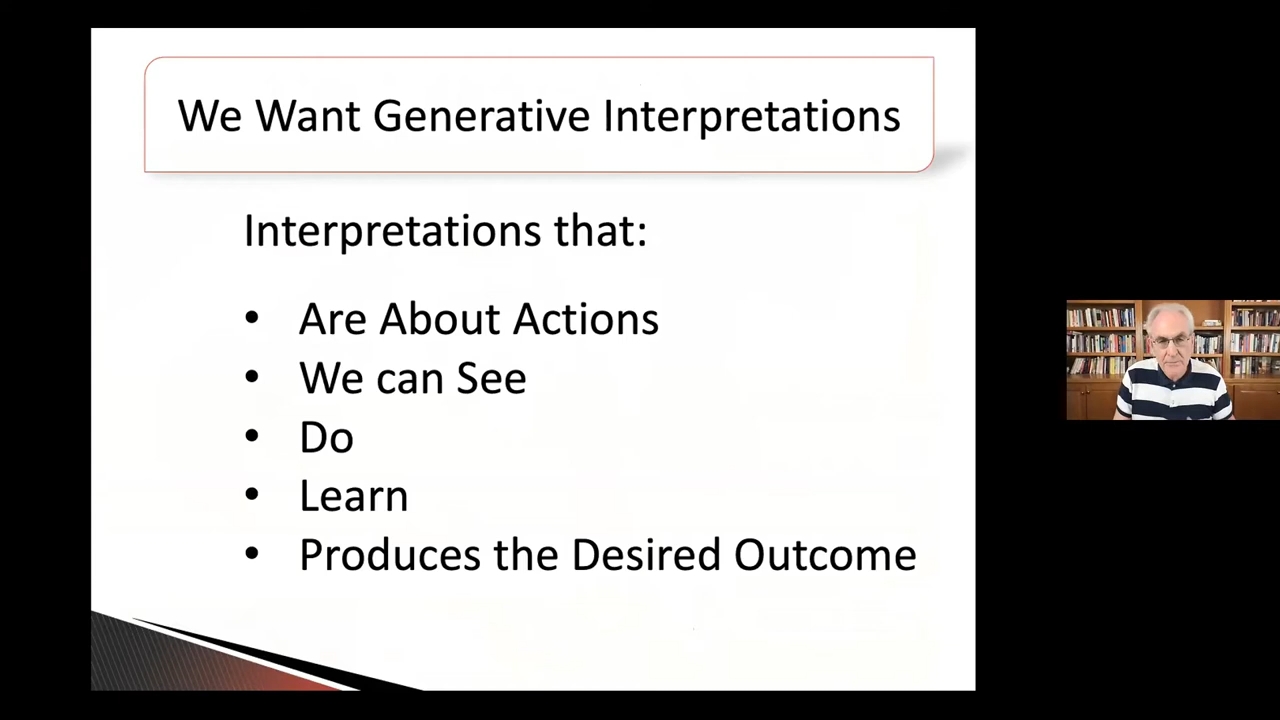 We Want Generative Interpretations
Interpretations that:
• Are About Actions
• We can See
• Do
• Learn
• Produces the Desired Outcome